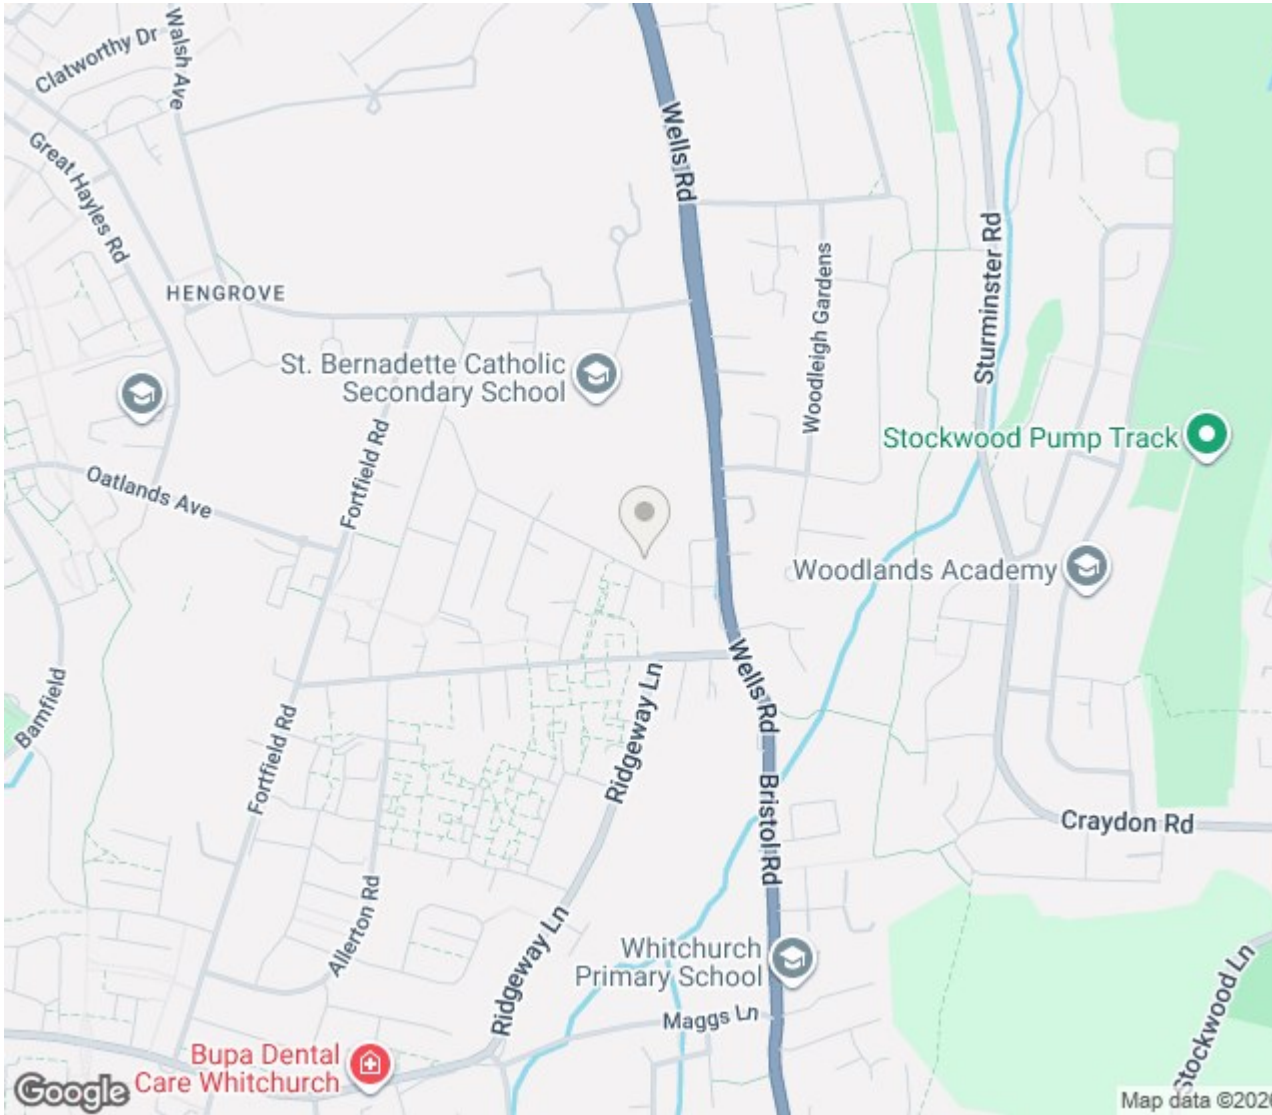 Clatworthy Dr
Walsh Ave
Great Hayles Rd
Wells Rd
HENGROVE
St. Bernadette Catholic
Secondary School
Woodleigh Gardens
Sturminster Rd
Stockwood Pump Track
Fortfield Rd
Oatlands Ave
Woodlands Academy
Bamfield
Fortfield Rd
Ridgeway Ln
Wells Rd
Bristol Rd
Craydon Rd
Allerton Rd
Ridgeway Ln
Whitchurch
Primary School
Stockwood Ln
Maggs Ln
Bupa Dental
Care Whitchurch
Google
Map data ©2026